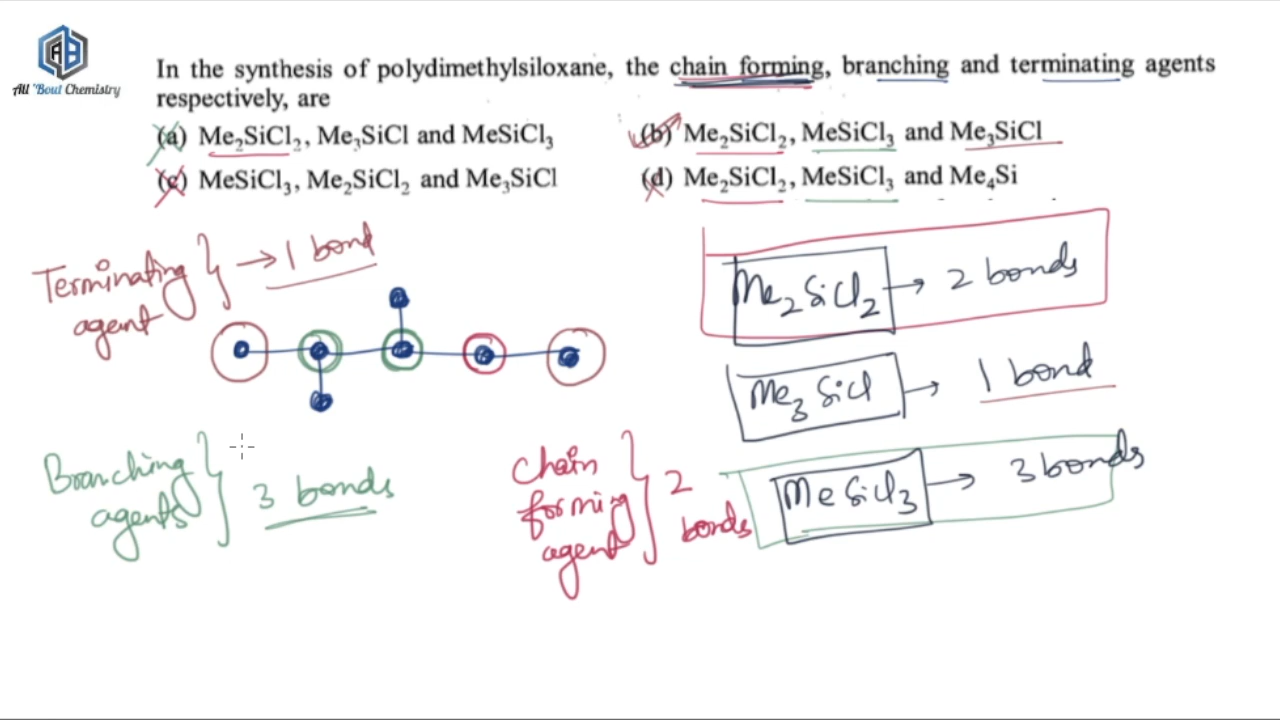 AB
All 'Bout Chemistry
In the synthesis of polydimethylsiloxane, the chain forming, branching and terminating agents
respectively, are
(a) Me₂SiCl₂, Me₃SiCl and MeSiCl₃
(b) Me₂SiCl₂, MeSiCl₃ and Me₃SiCl
(c) MeSiCl₃, Me₂SiCl₂ and Me₃SiCl
(d) Me₂SiCl₂, MeSiCl₃ and Me₄Si
Terminating
agent } → 1 bond
Me₂SiCl₂ → 2 bonds
Me₃SiCl → 1 bond
MeSiCl₃ → 3 bonds
Branching
agents } 3 bonds
Chain
forming
agent } 2
bonds